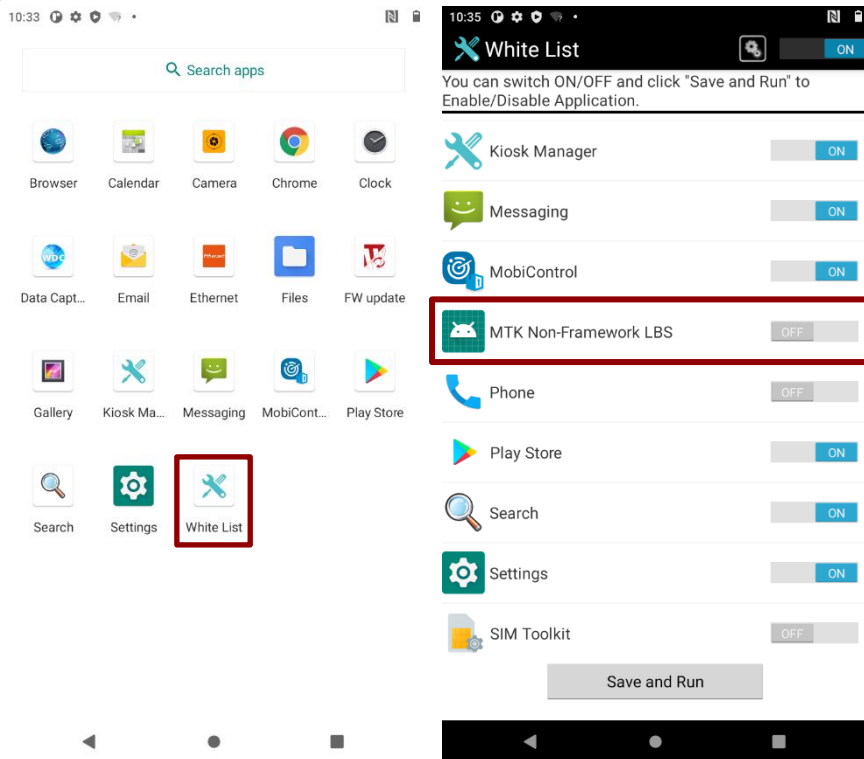 10:33
Search apps
Browser
Calendar
Camera
Chrome
Clock
WDC
Ethernet
Data Capt...
Email
Ethernet
Files
FW update
Gallery
Kiosk Ma...
Messaging
MobiCont...
Play Store
Search
Settings
White List
10:35
White List
ON
You can switch ON/OFF and click "Save and Run" to
Enable/Disable Application.
Kiosk Manager ON
Messaging ON
MobiControl ON
MTK Non-Framework LBS OFF
Phone OFF
Play Store ON
Search ON
Settings ON
SIM Toolkit OFF
Save and Run